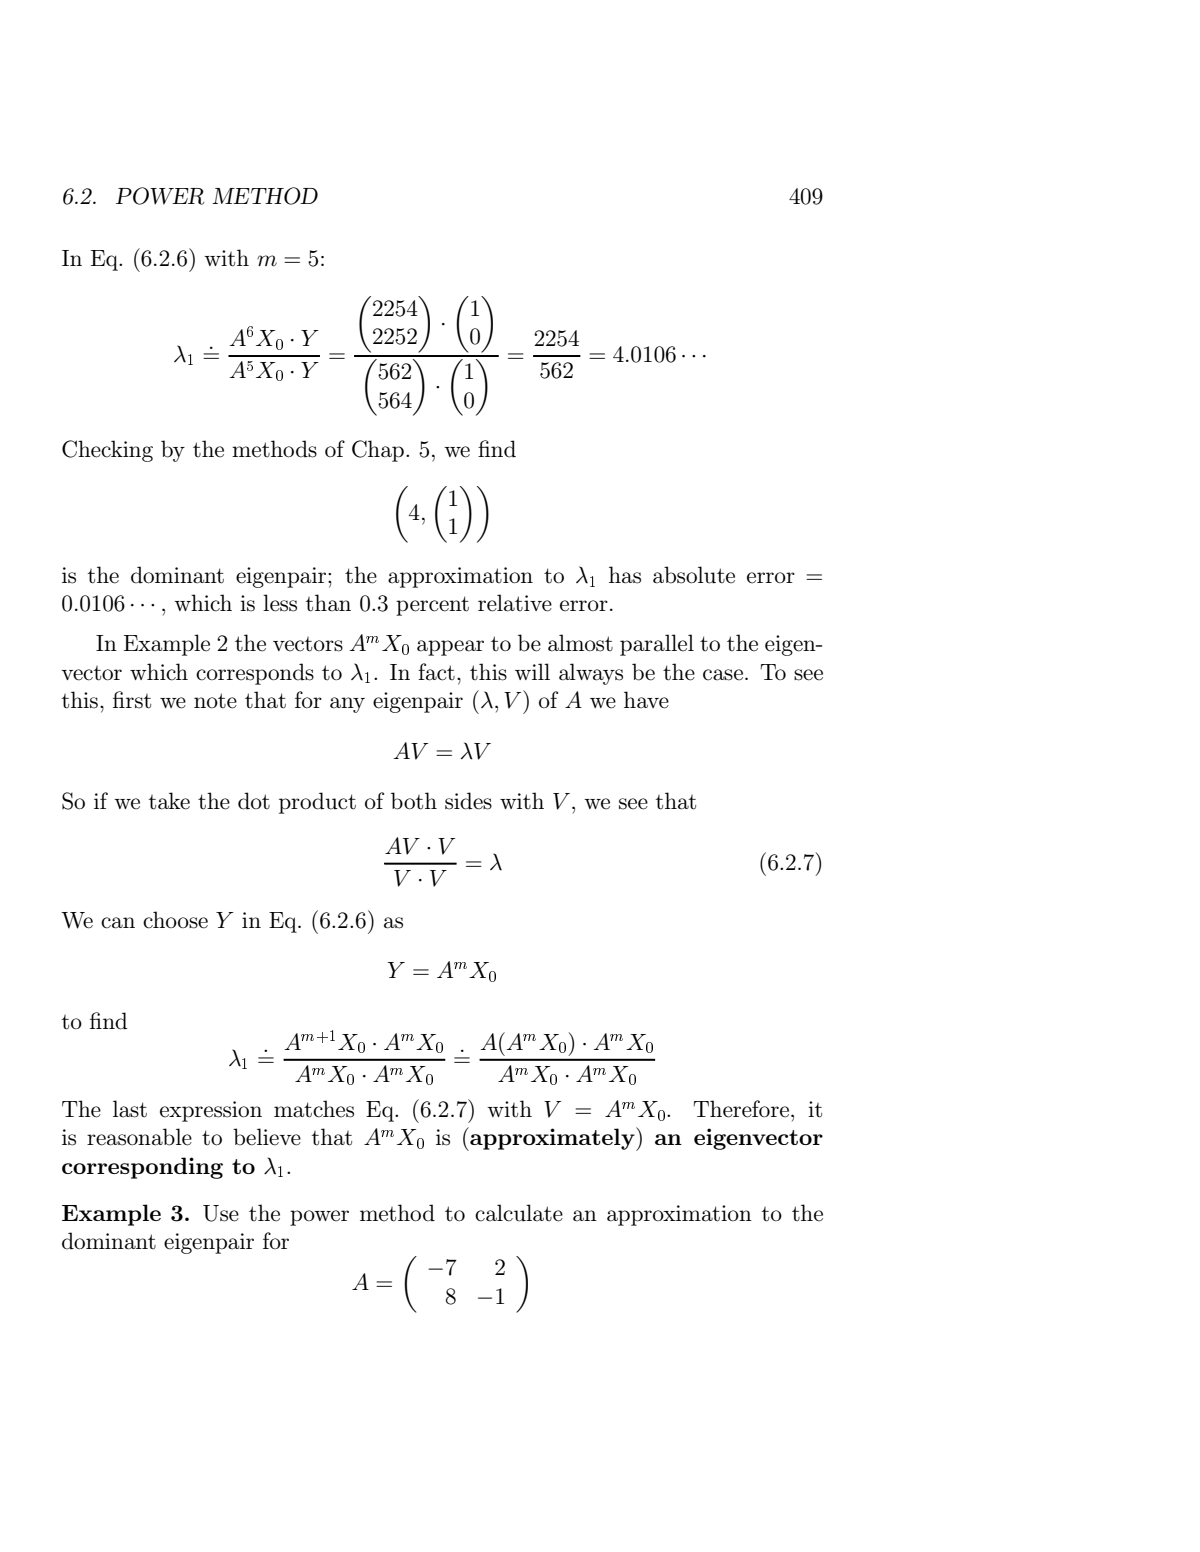 6.2. POWER METHOD 409
In Eq. (6.2.6) with m = 5:
λ₁ ≐ (A⁶X₀ · Y)/(A⁵X₀ · Y) = ((2254 2252) · (1 0))/((562 564) · (1 0)) = 2254/562 = 4.0106 · · ·
Checking by the methods of Chap. 5, we find
(4, (1 1))
is the dominant eigenpair; the approximation to λ₁ has absolute error =
0.0106 · · · , which is less than 0.3 percent relative error.
In Example 2 the vectors AᵐX₀ appear to be almost parallel to the eigen-
vector which corresponds to λ₁. In fact, this will always be the case. To see
this, first we note that for any eigenpair (λ, V) of A we have
AV = λV
So if we take the dot product of both sides with V, we see that
(AV · V)/(V · V) = λ (6.2.7)
We can choose Y in Eq. (6.2.6) as
Y = AᵐX₀
to find
λ₁ ≐ (Aᵐ⁺¹X₀ · AᵐX₀)/(AᵐX₀ · AᵐX₀) ≐ (A(AᵐX₀) · AᵐX₀)/(AᵐX₀ · AᵐX₀)
The last expression matches Eq. (6.2.7) with V = AᵐX₀. Therefore, it
is reasonable to believe that AᵐX₀ is (approximately) an eigenvector
corresponding to λ₁.
Example 3. Use the power method to calculate an approximation to the
dominant eigenpair for
A = ( −7 2
8 −1 )